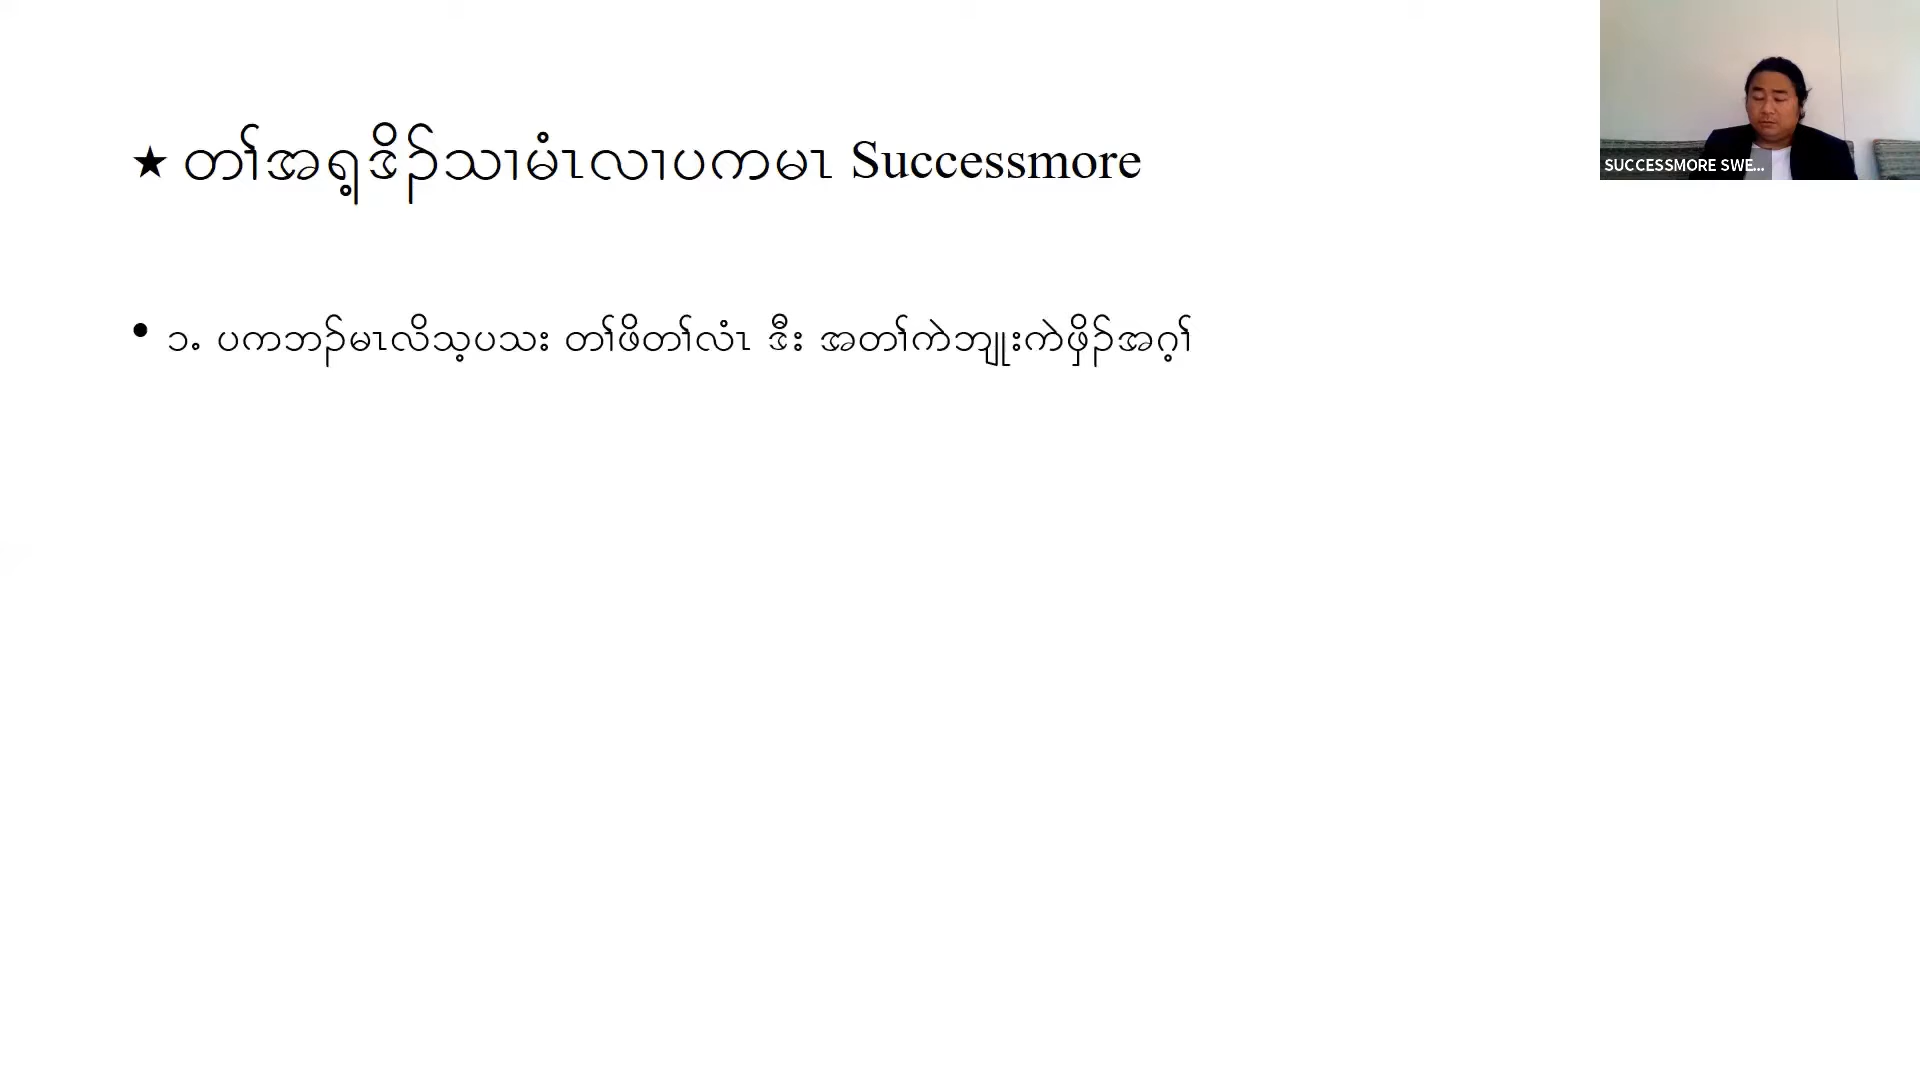 ★ တၢ်အရ့ဒိၣ်သၢမံၤလၢပကမၤ Successmore
SUCCESSMORE SWE...
• ၁. ပကဘၣ်မၤလိသ့ပသး တၢ်ဖိတၢ်လံၤ ဒီး အတၢ်ကဲဘျုးကဲဖှိၣ်အဂ့ၢ်